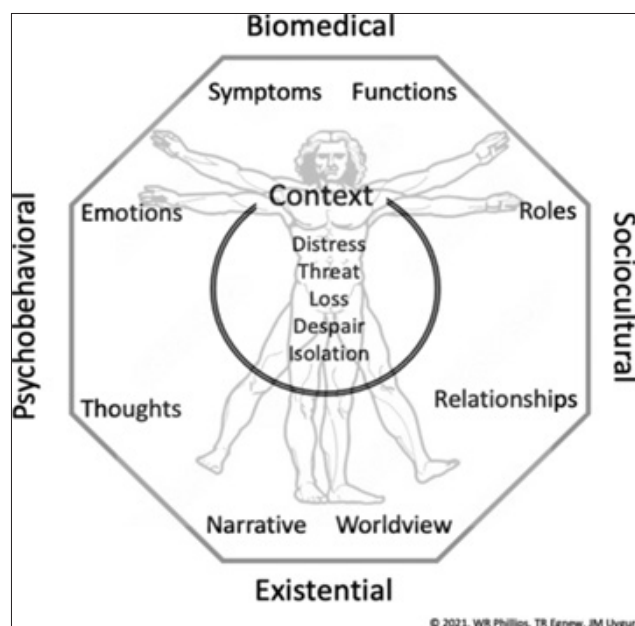 Biomedical
Symptoms Functions
Context
Emotions
Roles
Distress
Threat
Loss
Despair
Isolation
Psychobehavioral
Sociocultural
Thoughts
Relationships
Narrative Worldview
Existential
© 2021, WR Phillips, TR Egnew, JM Uygur